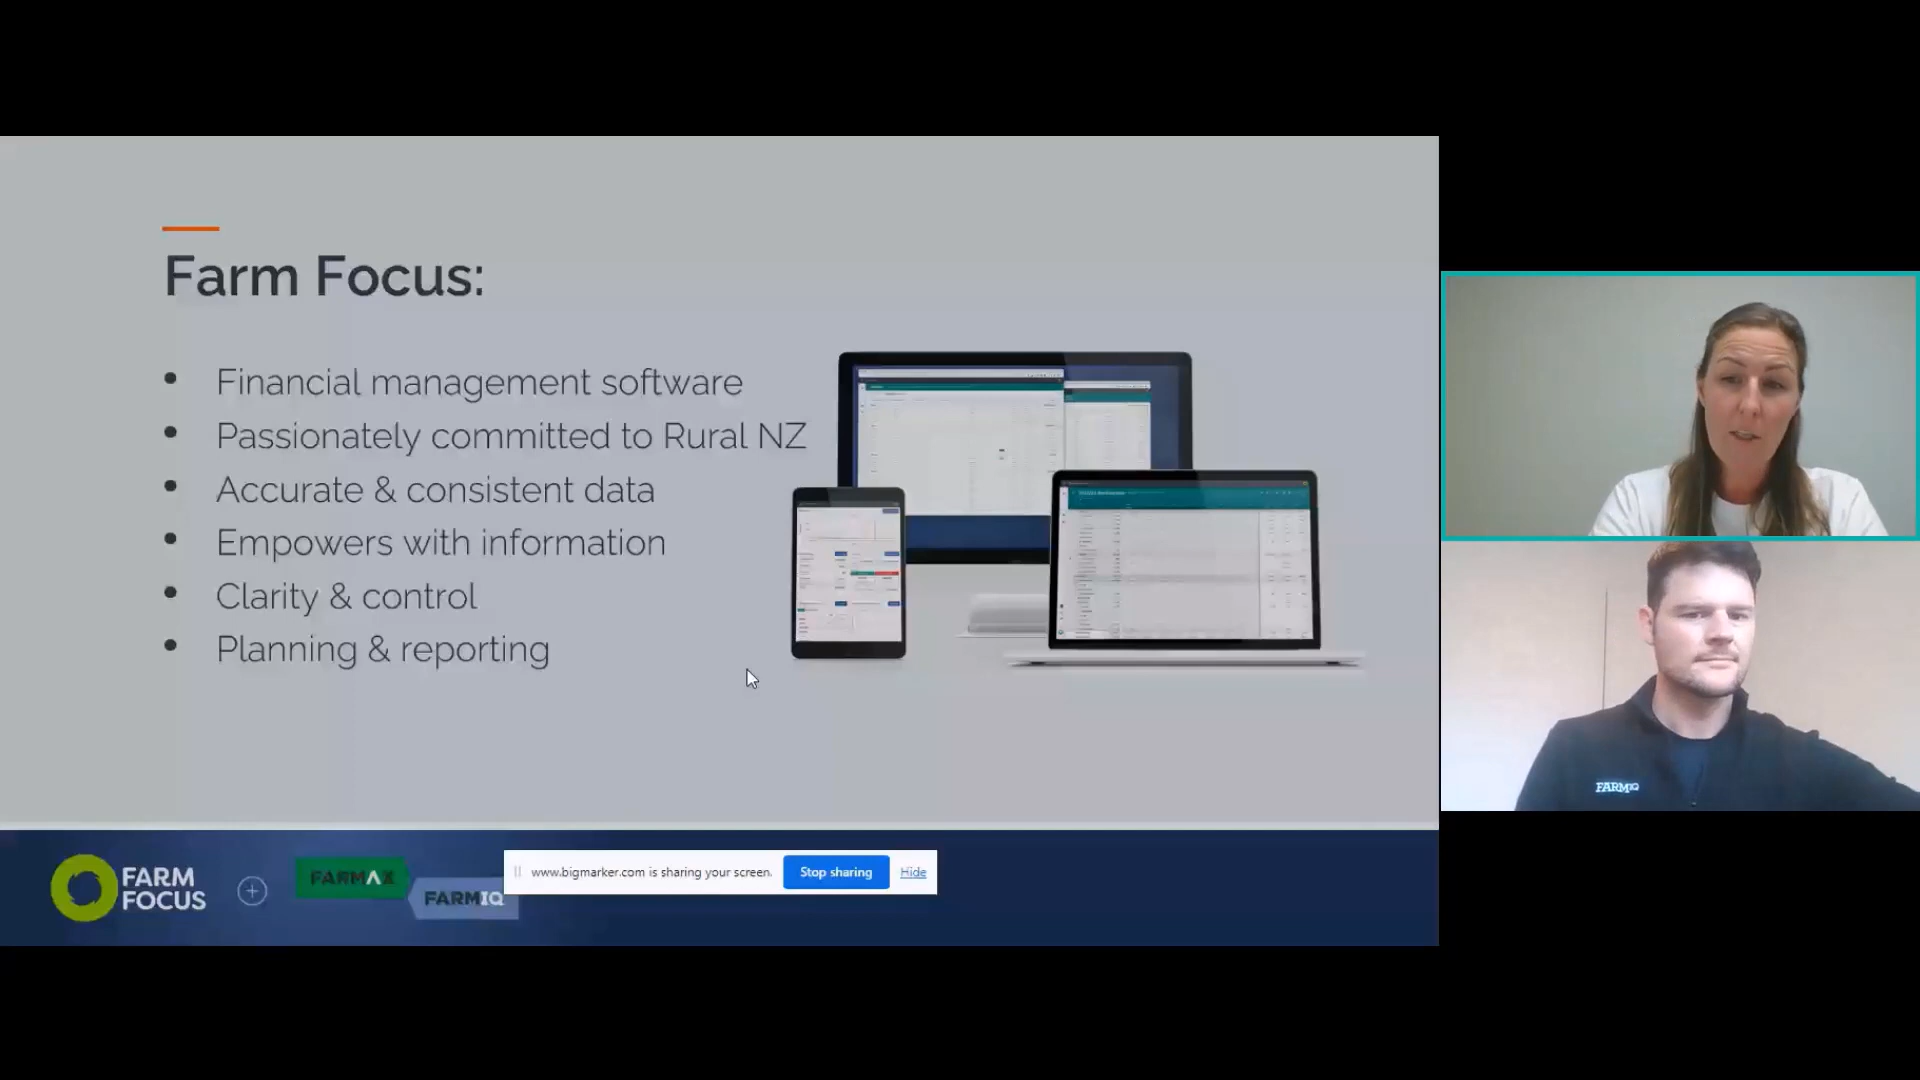 Farm Focus:
• Financial management software
• Passionately committed to Rural NZ
• Accurate & consistent data
• Empowers with information
• Clarity & control
• Planning & reporting
FARMIQ
FARM
FOCUS
FARMAX
FARMIQ
www.bigmarker.com is sharing your screen.
Stop sharing
Hide